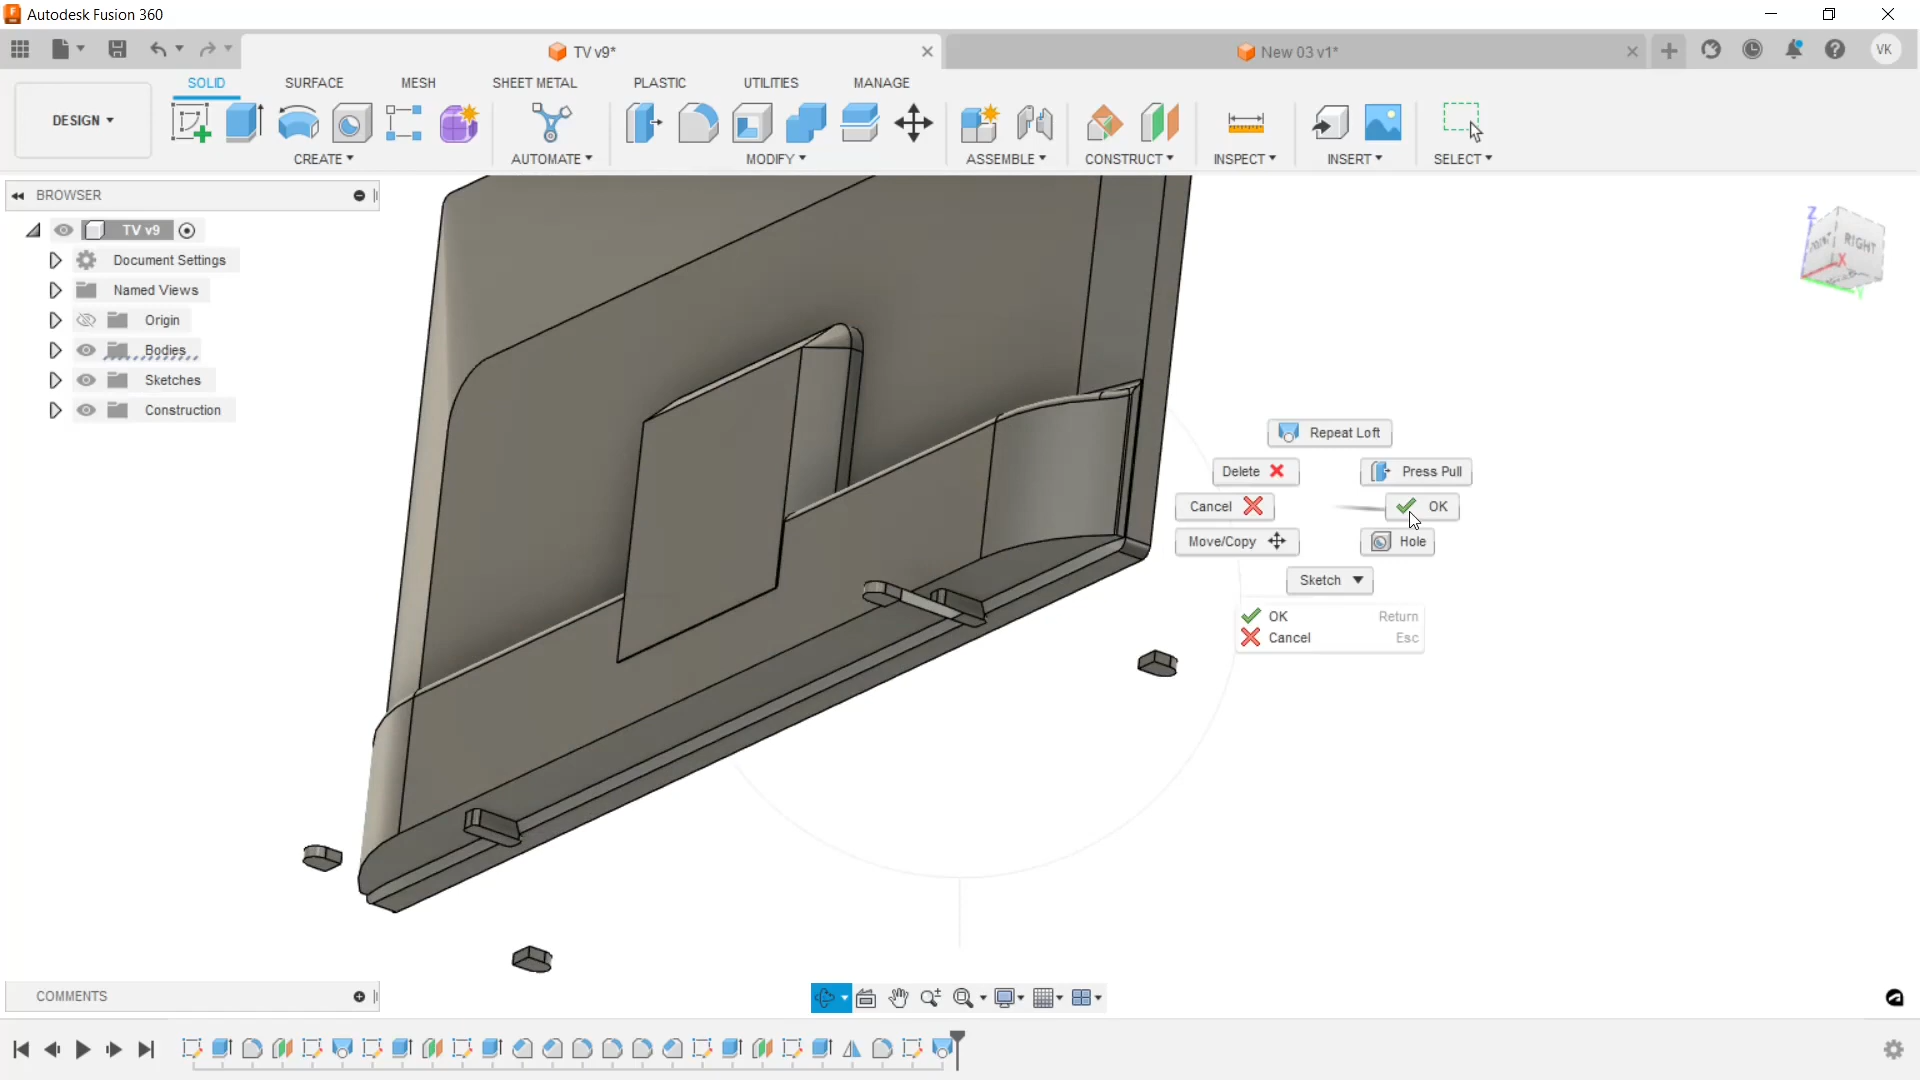 Autodesk Fusion 360
TV v9*
New 03 v1*
VK
DESIGN
SOLID
SURFACE
MESH
SHEET METAL
PLASTIC
UTILITIES
MANAGE
CREATE
AUTOMATE
MODIFY
ASSEMBLE
CONSTRUCT
INSPECT
INSERT
SELECT
BROWSER
TV v9
Document Settings
Named Views
Origin
Bodies
Sketches
Construction
Z
RIGHT
X
Repeat Loft
Delete
Press Pull
Cancel
OK
Move/Copy
Hole
Sketch
OK Return
Cancel Esc
COMMENTS